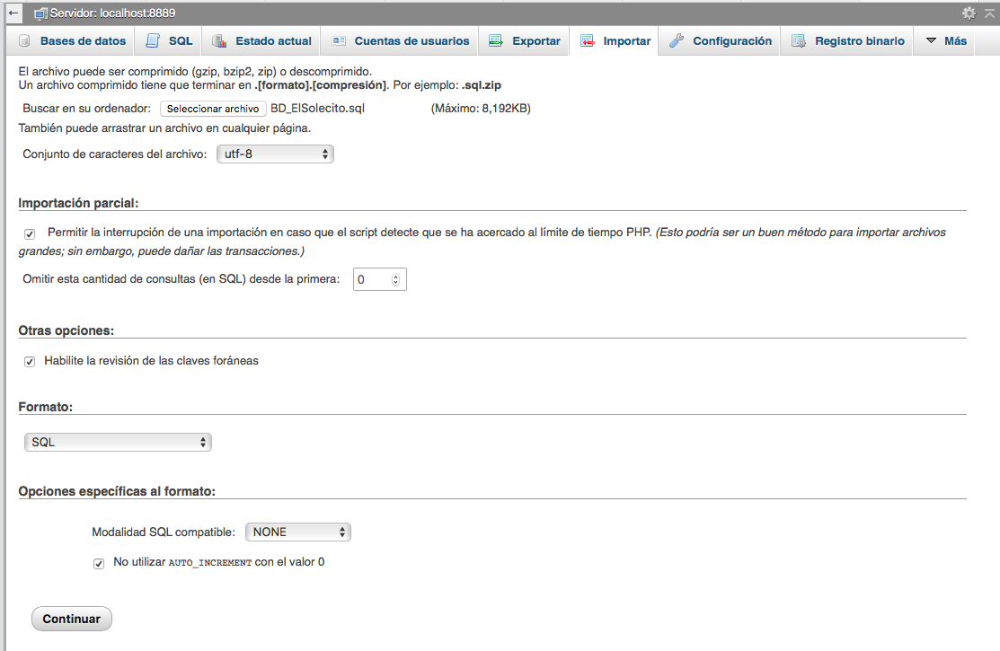 Servidor: localhost:8889
Bases de datos SQL Estado actual Cuentas de usuarios Exportar Importar Configuración Registro binario Más
El archivo puede ser comprimido (gzip, bzip2, zip) o descomprimido.
Un archivo comprimido tiene que terminar en .[formato].[compresión]. Por ejemplo: .sql.zip
Buscar en su ordenador: Seleccionar archivo BD_ElSolecito.sql (Máximo: 8,192KB)
También puede arrastrar un archivo en cualquier página.
Conjunto de caracteres del archivo: utf-8
Importación parcial:
Permitir la interrupción de una importación en caso que el script detecte que se ha acercado al límite de tiempo PHP. (Esto podría ser un buen método para importar archivos
grandes; sin embargo, puede dañar las transacciones.)
Omitir esta cantidad de consultas (en SQL) desde la primera: 0
Otras opciones:
Habilite la revisión de las claves foráneas
Formato:
SQL
Opciones específicas al formato:
Modalidad SQL compatible: NONE
No utilizar AUTO_INCREMENT con el valor 0
Continuar